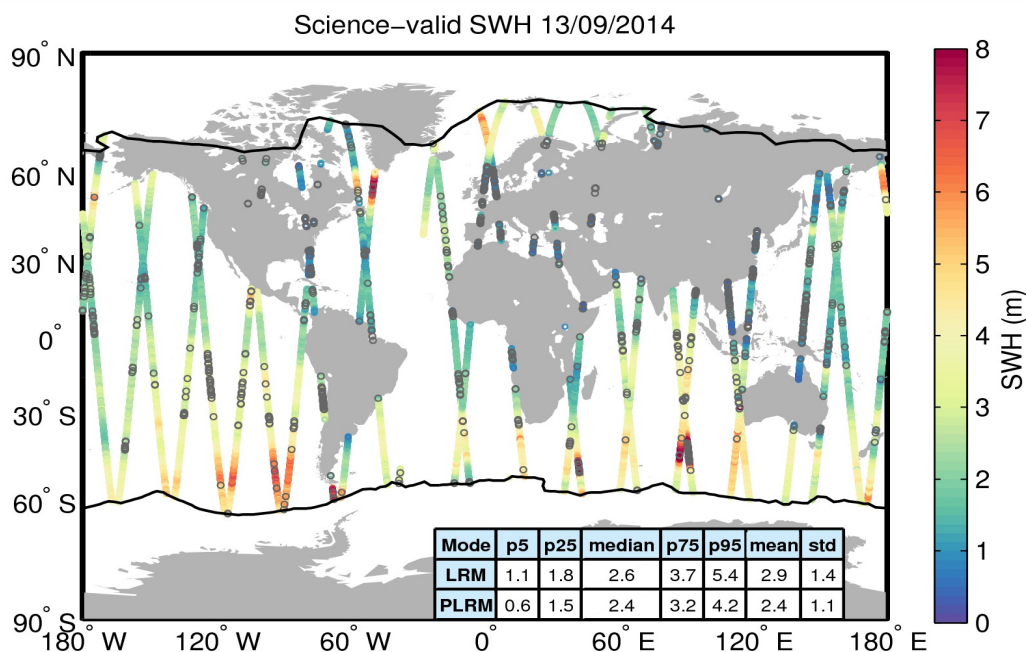 Science−valid SWH 13/09/2014
90° N
60° N
30° N
0°
30° S
60° S
90° S
180° W
120° W
60° W
0°
60° E
120° E
180° E
Mode p5 p25 median p75 p95 mean std
LRM 1.1 1.8 2.6 3.7 5.4 2.9 1.4
PLRM 0.6 1.5 2.4 3.2 4.2 2.4 1.1
8
7
6
5
4
3
2
1
0
SWH (m)